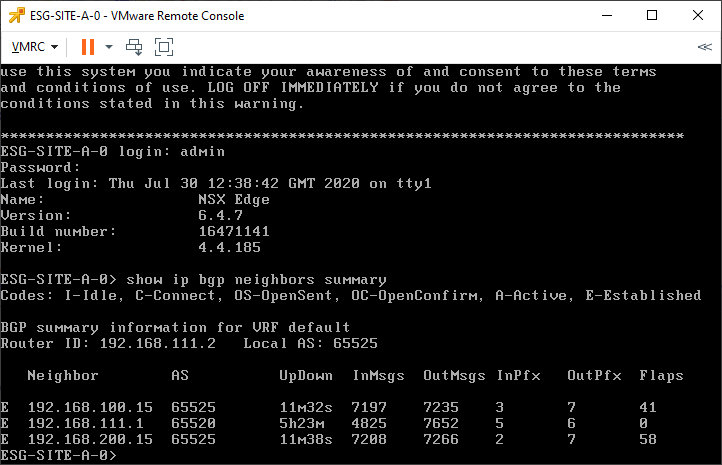 ESG-SITE-A-0 - VMware Remote Console
VMRC
use this system you indicate your awareness of and consent to these terms
and conditions of use. LOG OFF IMMEDIATELY if you do not agree to the
conditions stated in this warning.
****************************************************************************
ESG-SITE-A-0 login: admin
Password:
Last login: Thu Jul 30 12:38:42 GMT 2020 on tty1
Name: NSX Edge
Version: 6.4.7
Build number: 16471141
Kernel: 4.4.185
ESG-SITE-A-0> show ip bgp neighbors summary
Codes: I-Idle, C-Connect, OS-OpenSent, OC-OpenConfirm, A-Active, E-Established
BGP summary information for VRF default
Router ID: 192.168.111.2 Local AS: 65525
Neighbor AS UpDown InMsgs OutMsgs InPfx OutPfx Flaps
E 192.168.100.15 65525 11m32s 7197 7235 3 7 41
E 192.168.111.1 65520 5h23m 4825 7652 5 6 0
E 192.168.200.15 65525 11m38s 7208 7266 2 7 58
ESG-SITE-A-0>